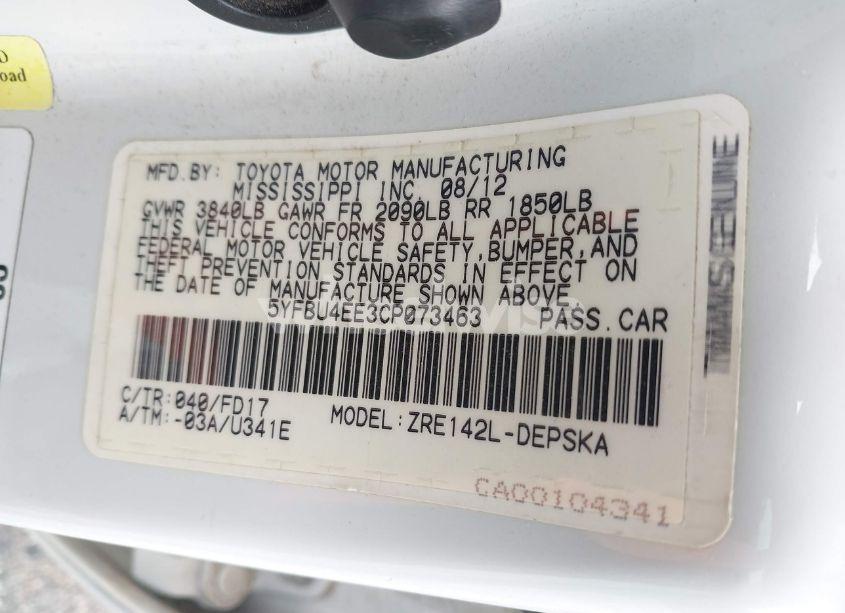 oad
MFD.BY: TOYOTA MOTOR MANUFACTURING
MISSISSIPPI INC. 08/12
GVWR 3840LB GAWR FR 2090LB RR 1850LB
THIS VEHICLE CONFORMS TO ALL APPLICABLE
FEDERAL MOTOR VEHICLE SAFETY,BUMPER,AND
THEFT PREVENTION STANDARDS IN EFFECT ON
THE DATE OF MANUFACTURE SHOWN ABOVE.
5YFBU4EE3CP073463 PASS.CAR
C/TR:040/FD17
A/TM:-03A/U341E
MODEL:ZRE142L-DEPSKA
CA00104341